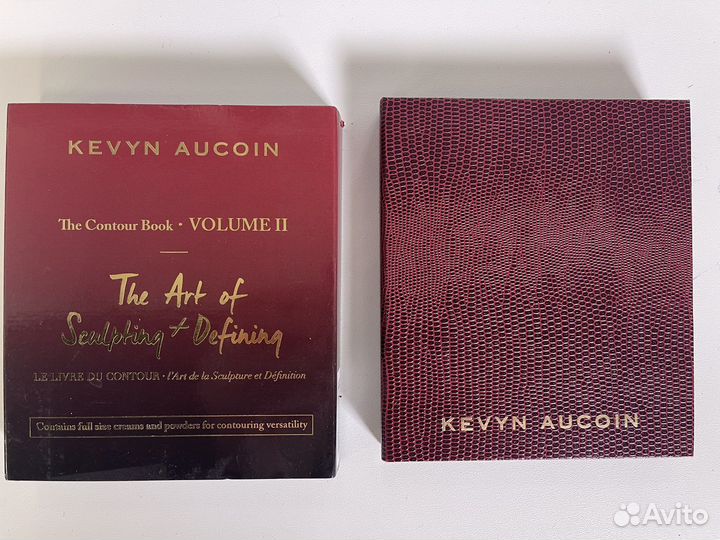 KEVYN AUCOIN
The Contour Book • VOLUME II
The Art of
Sculpting + Defining
LE LIVRE DU CONTOUR • l'Art de la Sculpture et Définition
Contains full size creams and powders for contouring versatility
KEVYN AUCOIN
Avito